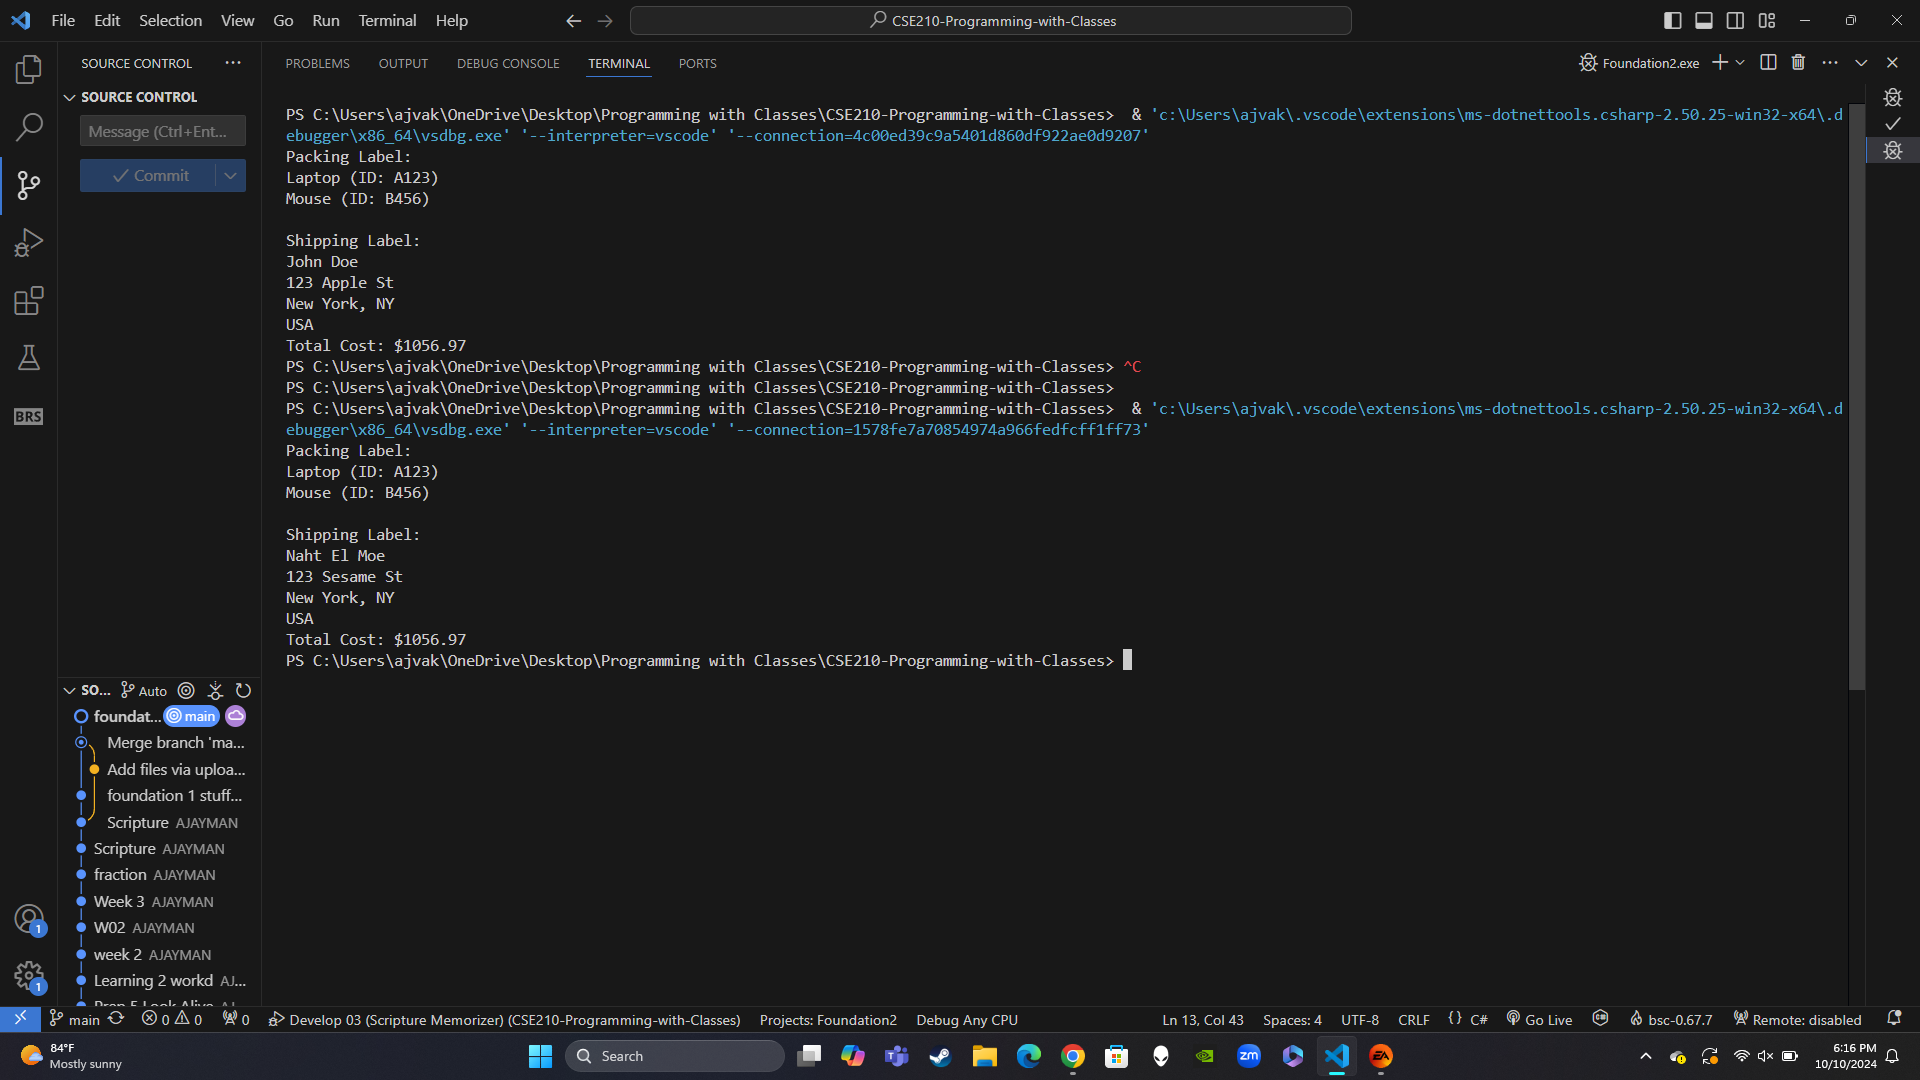 File Edit Selection View Go Run Terminal Help
CSE210-Programming-with-Classes
SOURCE CONTROL
PROBLEMS OUTPUT DEBUG CONSOLE TERMINAL PORTS
Foundation2.exe
SOURCE CONTROL
Message (Ctrl+Ent...
Commit
PS C:\Users\ajvak\OneDrive\Desktop\Programming with Classes\CSE210-Programming-with-Classes>  & 'c:\Users\ajvak\.vscode\extensions\ms-dotnettools.csharp-2.50.25-win32-x64\.d
ebugger\x86_64\vsdbg.exe' '--interpreter=vscode' '--connection=4c00ed39c9a5401d860df922ae0d9207'
Packing Label:
Laptop (ID: A123)
Mouse (ID: B456)
Shipping Label:
John Doe
123 Apple St
New York, NY
USA
Total Cost: $1056.97
PS C:\Users\ajvak\OneDrive\Desktop\Programming with Classes\CSE210-Programming-with-Classes> ^C
PS C:\Users\ajvak\OneDrive\Desktop\Programming with Classes\CSE210-Programming-with-Classes>
PS C:\Users\ajvak\OneDrive\Desktop\Programming with Classes\CSE210-Programming-with-Classes>  & 'c:\Users\ajvak\.vscode\extensions\ms-dotnettools.csharp-2.50.25-win32-x64\.d
ebugger\x86_64\vsdbg.exe' '--interpreter=vscode' '--connection=1578fe7a70854974a966fedfcff1ff73'
Packing Label:
Laptop (ID: A123)
Mouse (ID: B456)
Shipping Label:
Naht El Moe
123 Sesame St
New York, NY
USA
Total Cost: $1056.97
PS C:\Users\ajvak\OneDrive\Desktop\Programming with Classes\CSE210-Programming-with-Classes>
BRS
SO... Auto
foundat... main
Merge branch 'ma...
Add files via uploa...
foundation 1 stuff...
Scripture AJAYMAN
Scripture AJAYMAN
fraction AJAYMAN
Week 3 AJAYMAN
W02 AJAYMAN
week 2 AJAYMAN
Learning 2 workd AJ...
Prep 5 Look Alive AJ...
1
1
main 0 0 0 Develop 03 (Scripture Memorizer) (CSE210-Programming-with-Classes) Projects: Foundation2 Debug Any CPU Ln 13, Col 43 Spaces: 4 UTF-8 CRLF {} C# Go Live bsc-0.67.7 Remote: disabled
84°F
Mostly sunny
Search
zm
EA
6:16 PM
10/10/2024